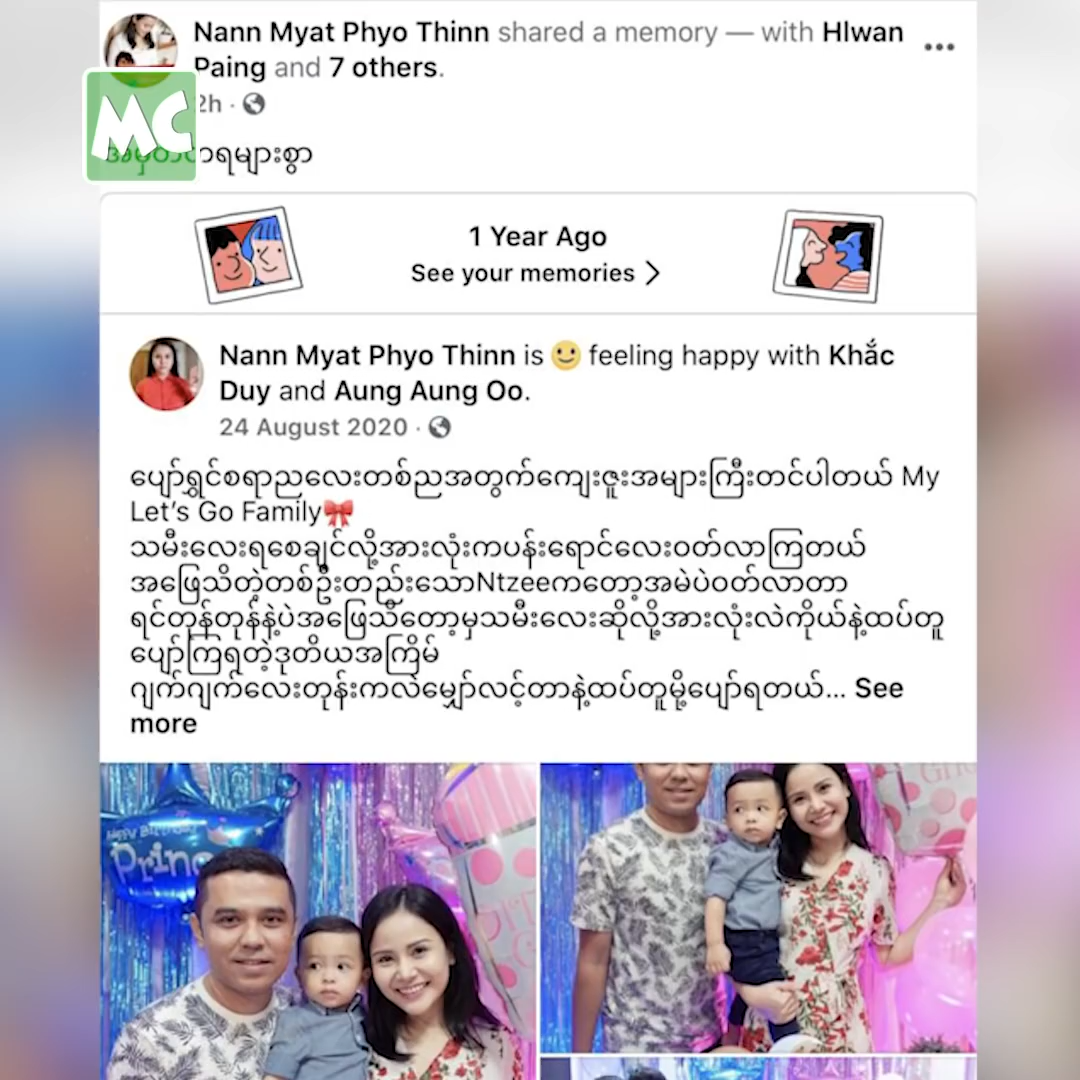 Nann Myat Phyo Thinn shared a memory — with Hlwan
Paing and 7 others.
2h ·
MC
အမှတ်တရများစွာ
1 Year Ago
See your memories
Nann Myat Phyo Thinn is 🙂 feeling happy with Khắc
Duy and Aung Aung Oo.
24 August 2020 ·
ပျော်ရွှင်စရာညလေးတစ်ညအတွက်ကျေးဇူးအများကြီးတင်ပါတယ် My
Let's Go Family🎀
သမီးလေးရစေချင်လို့အားလုံးကပန်းရောင်လေးဝတ်လာကြတယ်
အဖြေသိတဲ့တစ်ဦးတည်းသောNtzeeကတော့အမဲပဲဝတ်လာတာ
ရင်တုန်တုန်နဲ့ပဲအဖြေသိတော့မှသမီးလေးဆိုလို့အားလုံးလဲကိုယ်နဲ့ထပ်တူ
ပျော်ကြရတဲ့ဒုတိယအကြိမ်
ဂျက်ဂျက်လေးတုန်းကလဲမျှော်လင့်တာနဲ့ထပ်တူမို့ပျော်ရတယ်... See
more
Happy Birthday
Princ